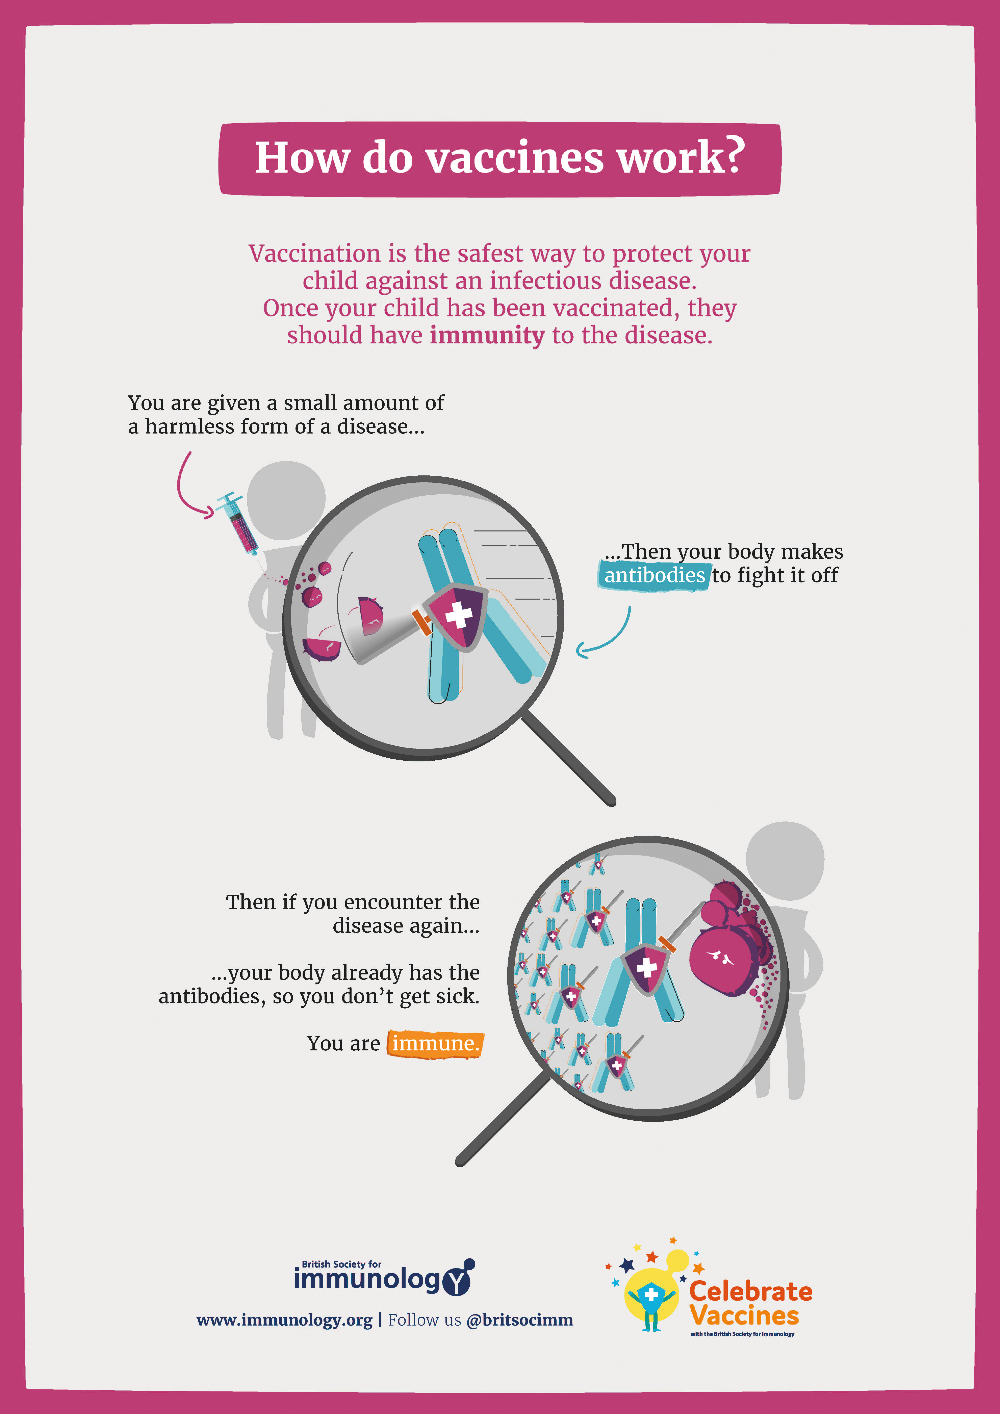 How do vaccines work?
Vaccination is the safest way to protect your
child against an infectious disease.
Once your child has been vaccinated, they
should have immunity to the disease.
You are given a small amount of
a harmless form of a disease...
...Then your body makes
antibodies to fight it off
Then if you encounter the
disease again...
...your body already has the
antibodies, so you don’t get sick.
You are immune.
British Society for
immunology
www.immunology.org | Follow us @britsocimm
Celebrate
Vaccines
with the British Society for Immunology